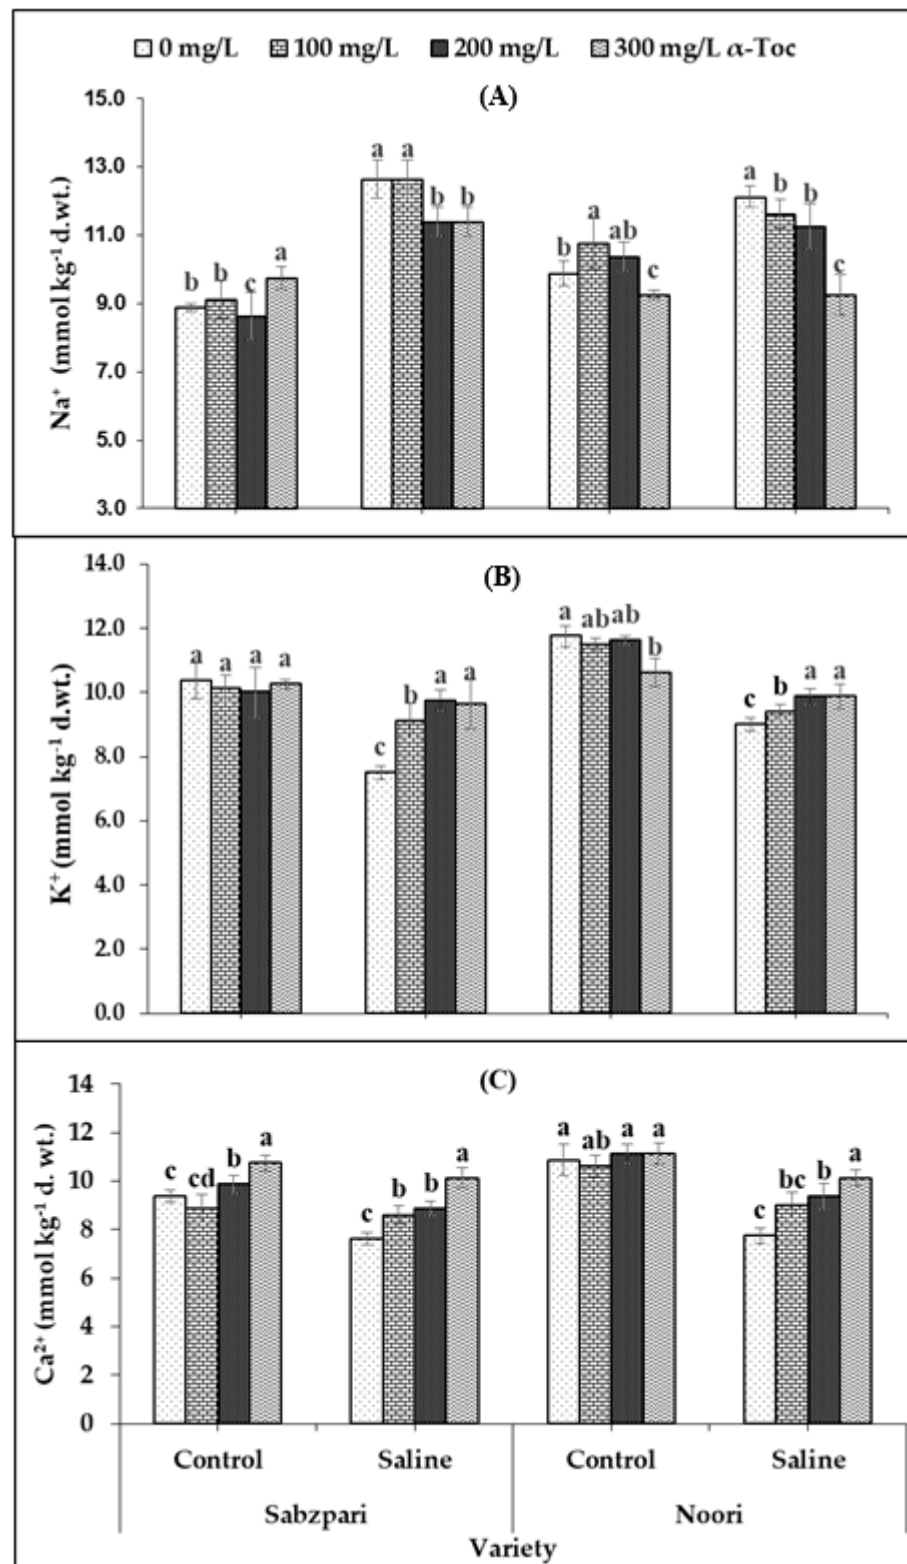 0 mg/L 100 mg/L 200 mg/L 300 mg/L α-Toc
(A)
Na⁺ (mmol kg⁻¹ d.wt.)
15.0
13.0
11.0
9.0
7.0
5.0
3.0
b b c a
a a b b
b a ab c
a b b c
(B)
K⁺ (mmol kg⁻¹ d.wt.)
14.0
12.0
10.0
8.0
6.0
4.0
2.0
0.0
a a a a
c b a a
a ab ab b
c b a a
(C)
Ca²⁺ (mmol kg⁻¹ d. wt.)
14
12
10
8
6
4
2
0
c cd b a
c b b a
a ab a a
c bc b a
Control Saline Control Saline
Sabzpari Noori
Variety